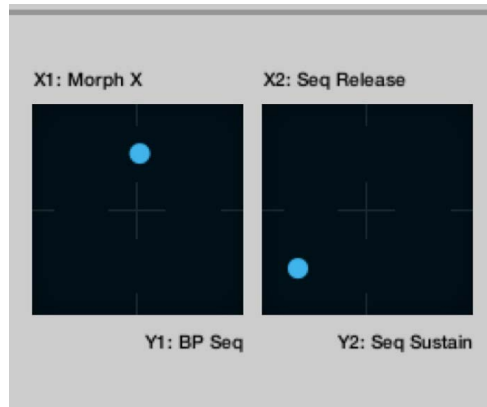 X1: Morph X
X2: Seq Release
Y1: BP Seq
Y2: Seq Sustain